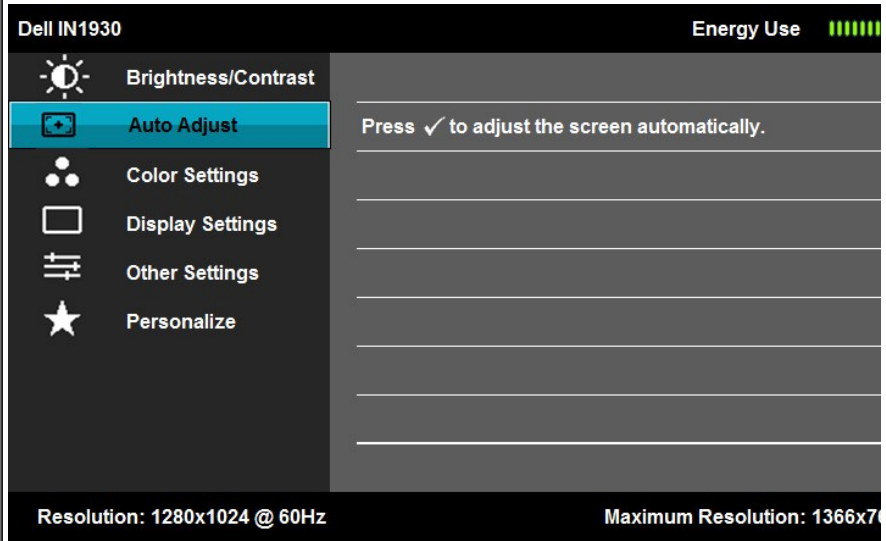 Dell IN1930
Energy Use
Brightness/Contrast
Auto Adjust
Press ✓ to adjust the screen automatically.
Color Settings
Display Settings
Other Settings
Personalize
Resolution: 1280x1024 @ 60Hz
Maximum Resolution: